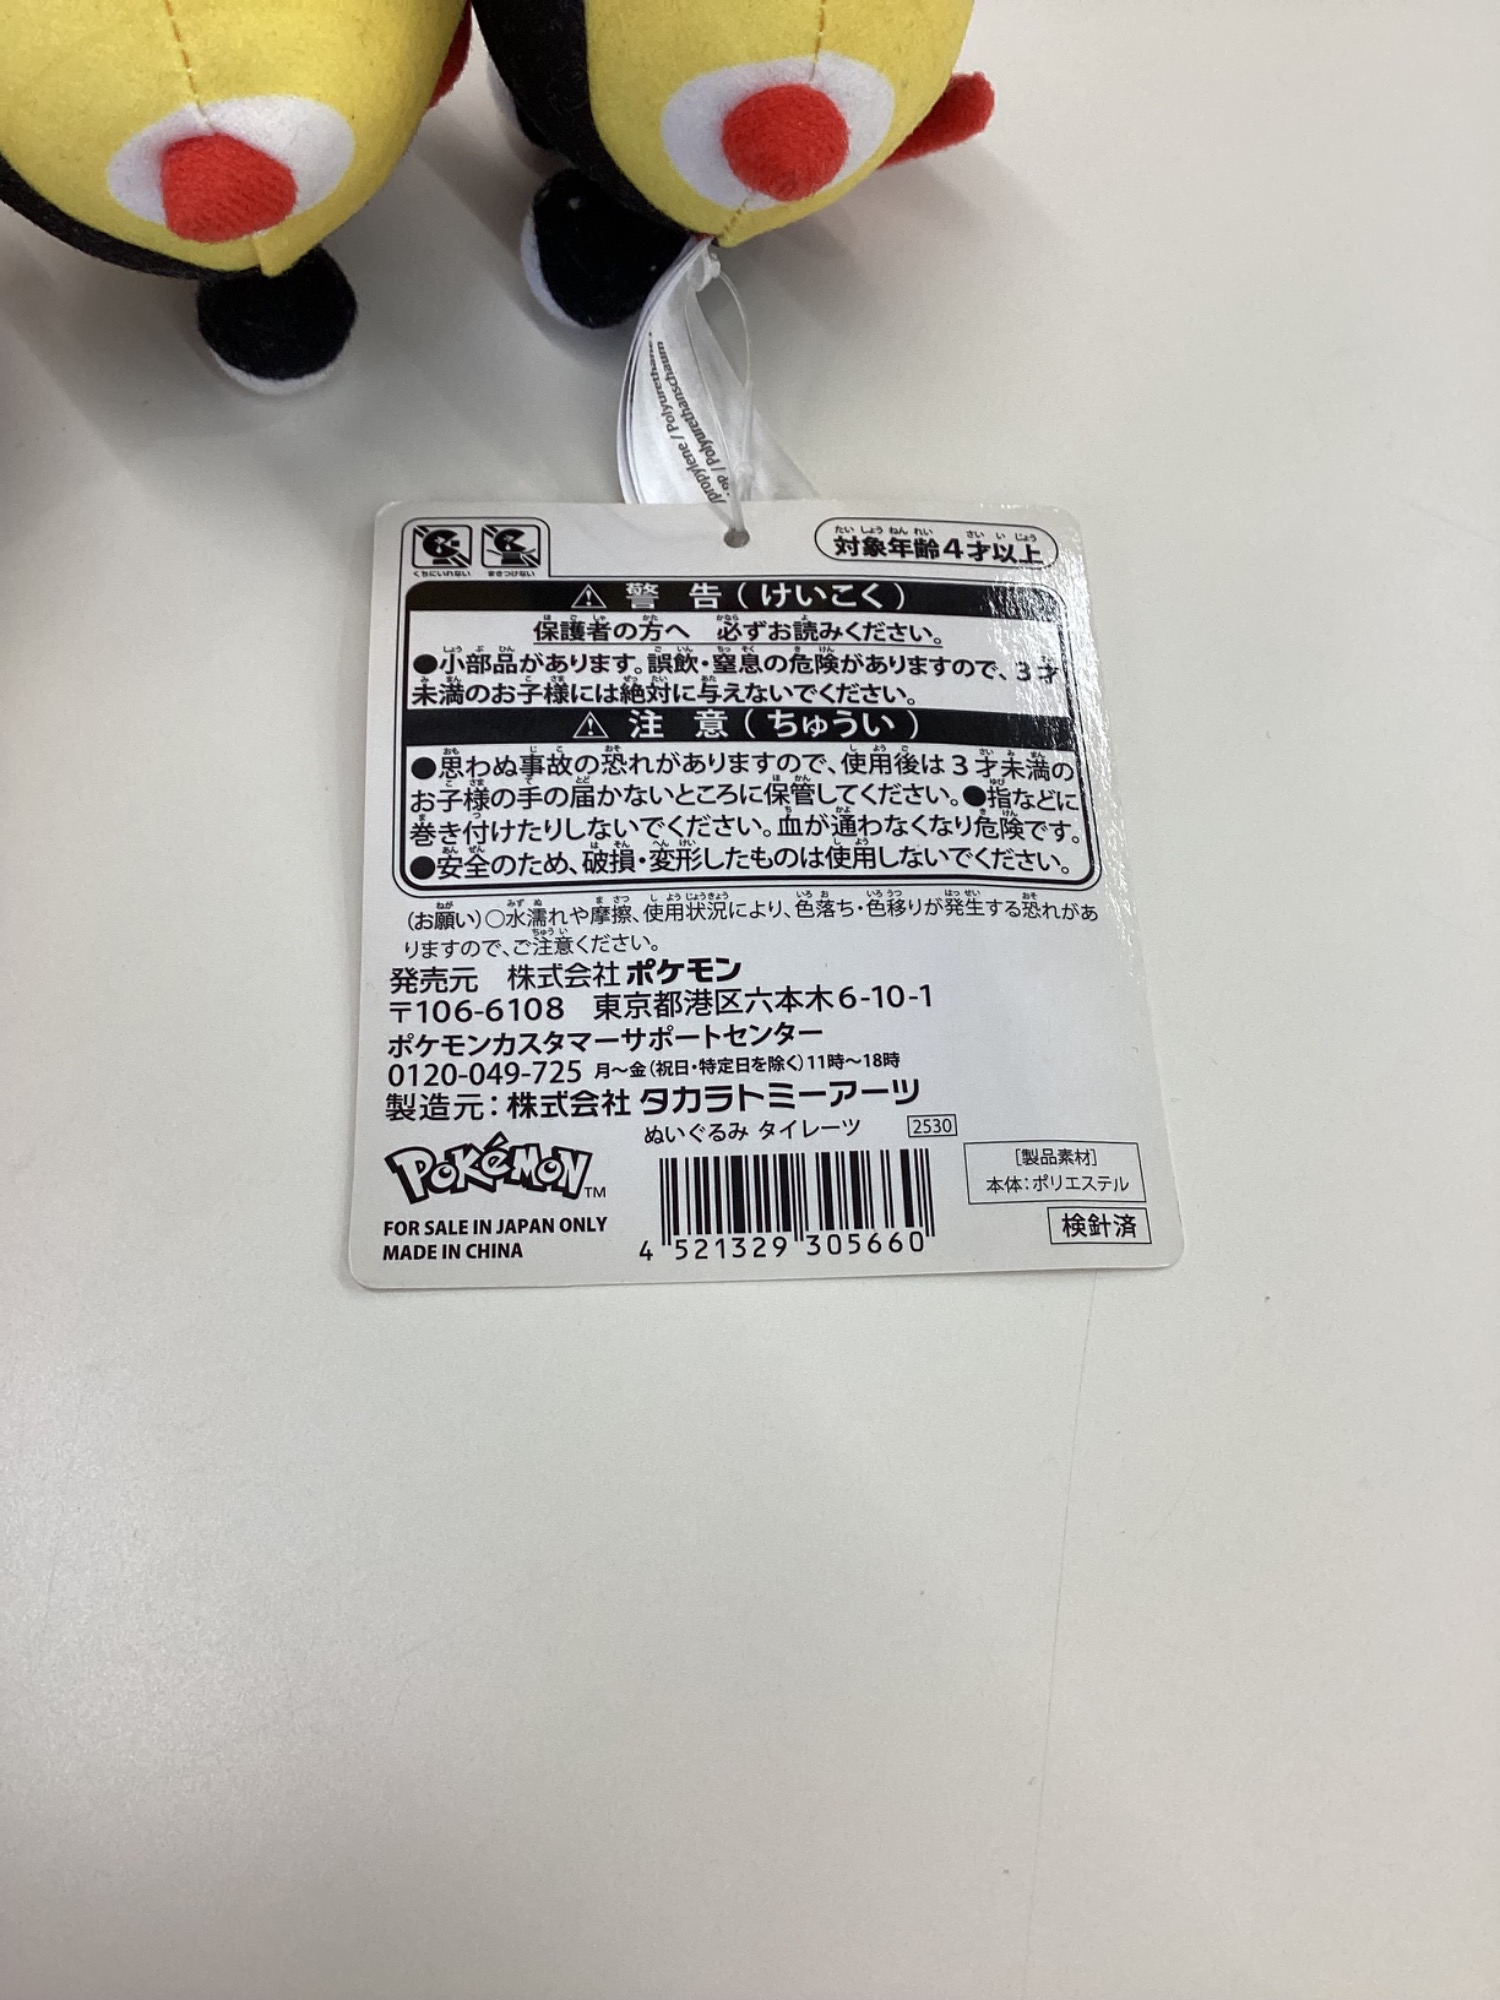 /propylene / Polyurethane
Polyurethanschaum
くちにいれない
まきつけない
対象年齢4才以上
警 告（けいこく）
保護者の方へ 必ずお読みください。
●小部品があります。誤飲・窒息の危険がありますので、3才
未満のお子様には絶対に与えないでください。
注 意（ちゅうい）
●思わぬ事故の恐れがありますので、使用後は3才未満の
お子様の手の届かないところに保管してください。●指などに
巻き付けたりしないでください。血が通わなくなり危険です。
●安全のため、破損・変形したものは使用しないでください。
（お願い）○水濡れや摩擦、使用状況により、色落ち・色移りが発生する恐れがあ
りますので、ご注意ください。
発売元 株式会社 ポケモン
〒106-6108 東京都港区六本木6-10-1
ポケモンカスタマーサポートセンター
0120-049-725 月～金（祝日・特定日を除く）11時～18時
製造元：株式会社 タカラトミーアーツ
ぬいぐるみ タイレーツ 2530
POKéMON TM
FOR SALE IN JAPAN ONLY
MADE IN CHINA
4 521329 305660
［製品素材］
本体：ポリエステル
検針済